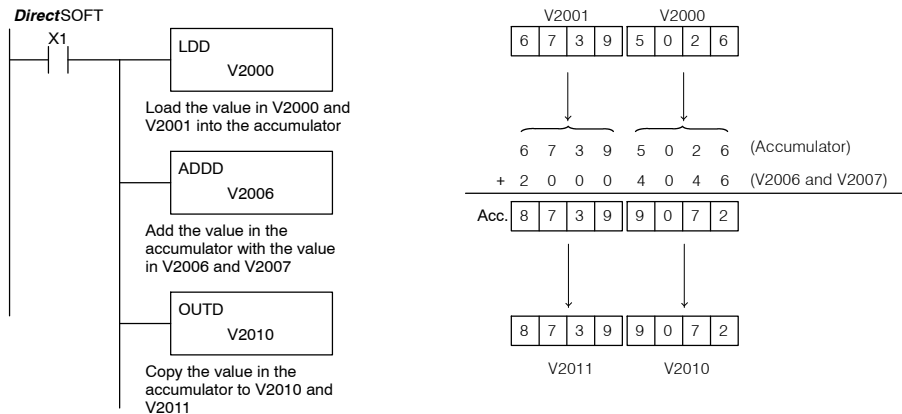 DirectSOFT
X1
LDD
V2000
Load the value in V2000 and
V2001 into the accumulator
ADDD
V2006
Add the value in the
accumulator with the value
in V2006 and V2007
OUTD
V2010
Copy the value in the
accumulator to V2010 and
V2011
V2001 V2000
6 7 3 9 5 0 2 6
6 7 3 9 5 0 2 6 (Accumulator)
+ 2 0 0 0 4 0 4 6 (V2006 and V2007)
Acc. 8 7 3 9 9 0 7 2
8 7 3 9 9 0 7 2
V2011 V2010